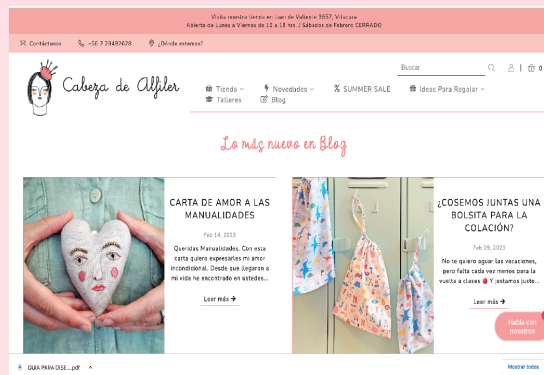 Visita nuestra tienda en Juan de Valiente 3657, Vitacura
Abierta de Lunes a Viernes de 10 a 18 hrs. / Sábados de Febrero CERRADO
Contáctanos
+56 2 28492628
¿Dónde estamos?
Cabeza de Alfiler
Buscar
| 0
Tienda
Novedades
% SUMMER SALE
Ideas Para Regalar
Talleres
Blog
Lo más nuevo en Blog
CARTA DE AMOR A LAS
MANUALIDADES
Feb 14, 2023
Queridas Manualidades. Con esta
carta quiero expresarles mi amor
incondicional. Desde que llegaron a
mi vida he encontrado en ustedes...
Leer más →
¿COSEMOS JUNTAS UNA
BOLSITA PARA LA
COLACIÓN?
Feb 09, 2023
No te quiero aguar las vacaciones,
pero falta cada vez menos para la
vuelta a clases 🍎 Y ¡estamos justo...
Leer más →
Habla con
nosotros
GUIA PARA DISE....pdf
Mostrar todos